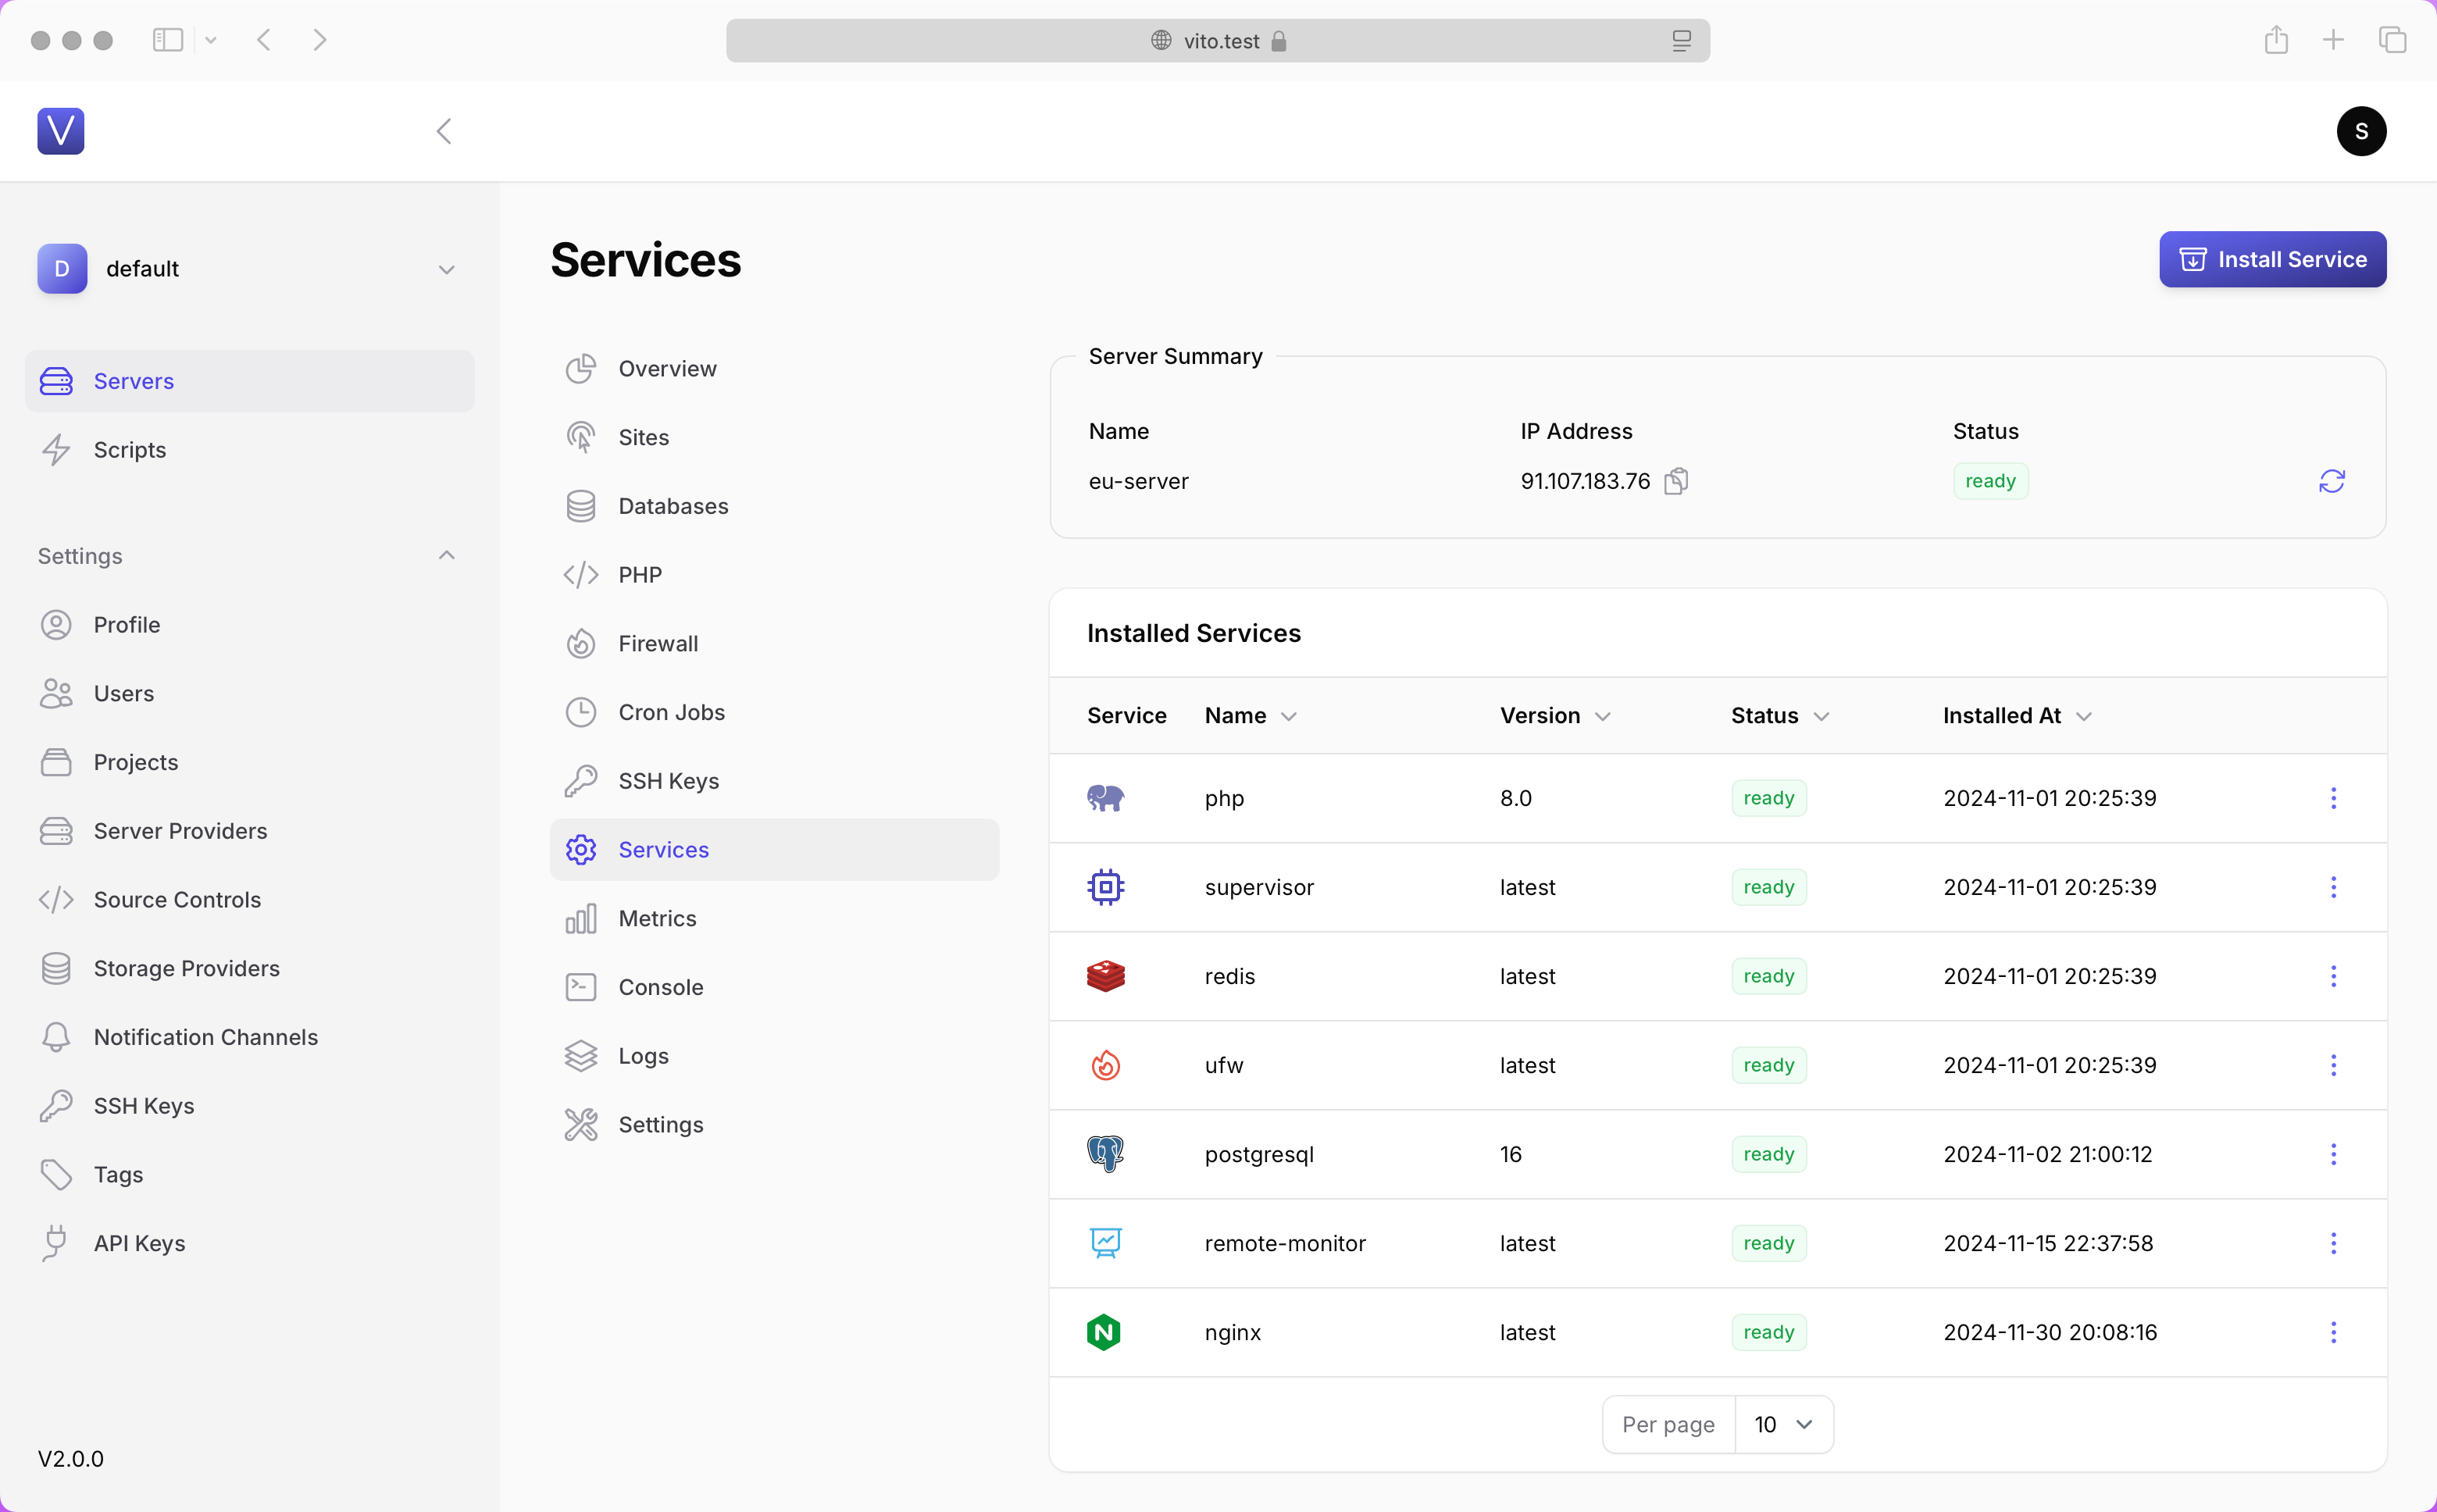 vito.test
V
S
D default
Servers
Scripts
Settings
Profile
Users
Projects
Server Providers
Source Controls
Storage Providers
Notification Channels
SSH Keys
Tags
API Keys
V2.0.0
Services
Install Service
Overview
Sites
Databases
PHP
Firewall
Cron Jobs
SSH Keys
Services
Metrics
Console
Logs
Settings
Server Summary
Name IP Address Status
eu-server 91.107.183.76 ready
Installed Services
Service Name Version Status Installed At
php 8.0 ready 2024-11-01 20:25:39
supervisor latest ready 2024-11-01 20:25:39
redis latest ready 2024-11-01 20:25:39
ufw latest ready 2024-11-01 20:25:39
postgresql 16 ready 2024-11-02 21:00:12
remote-monitor latest ready 2024-11-15 22:37:58
N nginx latest ready 2024-11-30 20:08:16
Per page 10